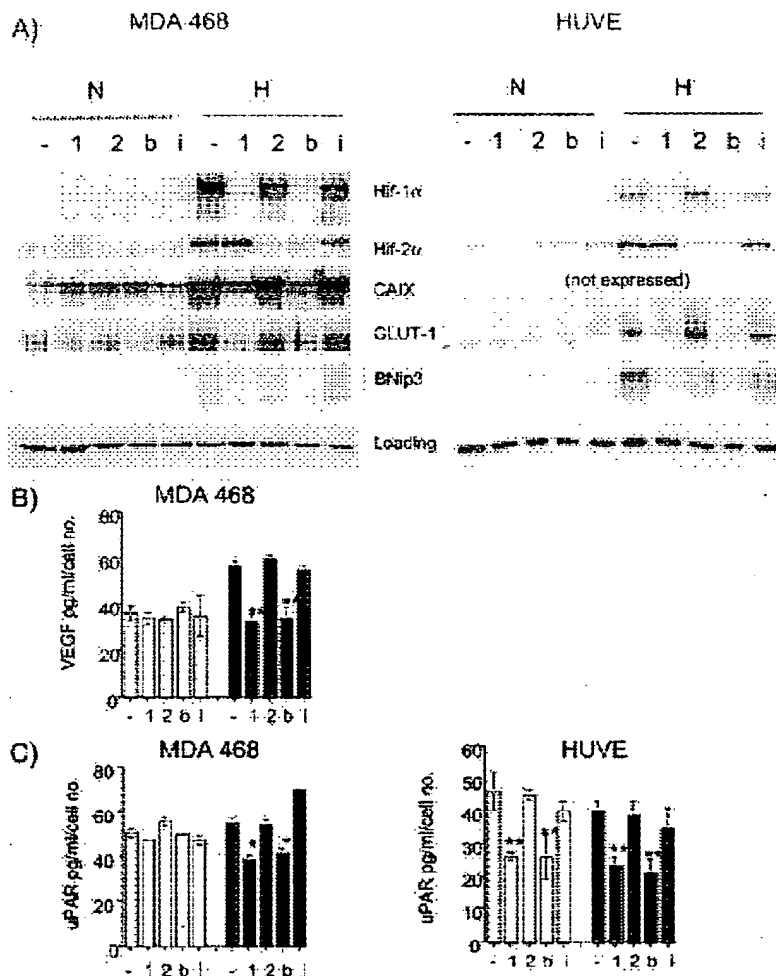 A) MDA 468 HUVE
N H N H
- 1 2 b i - 1 2 b i - 1 2 b i - 1 2 b i
Hif-1α
Hif-2α
CAIX (not expressed)
GLUT-1
BNip3
Loading
B) MDA 468
VEGF pg/ml/cell no.
80
60
40
20
0
** **
- 1 2 b i - 1 2 b i
C) MDA 468
uPAR pg/ml/cell no.
80
60
40
20
0
* *
- 1 2 b i - 1 2 b i
HUVE
uPAR pg/ml/cell no.
60
50
40
30
20
10
0
** ** ** **
- 1 2 b i - 1 2 b i